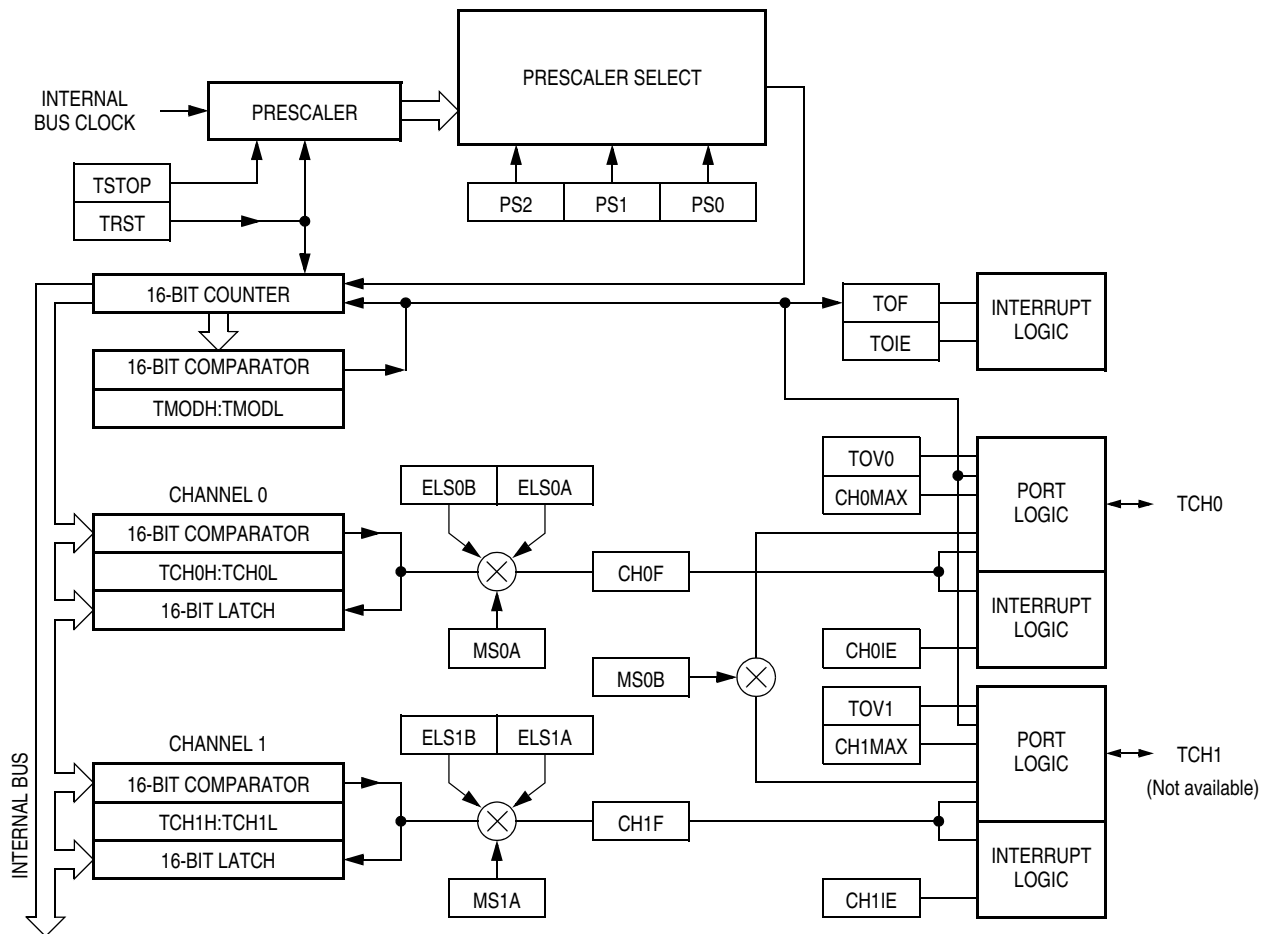 PRESCALER SELECT
INTERNAL
BUS CLOCK
PRESCALER
TSTOP
TRST
PS2
PS1
PS0
16-BIT COUNTER
16-BIT COMPARATOR
TMODH:TMODL
TOF
TOIE
INTERRUPT
LOGIC
CHANNEL 0
16-BIT COMPARATOR
TCH0H:TCH0L
16-BIT LATCH
ELS0B
ELS0A
MS0A
CH0F
TOV0
CH0MAX
PORT
LOGIC
TCH0
INTERRUPT
LOGIC
CH0IE
MS0B
CHANNEL 1
16-BIT COMPARATOR
TCH1H:TCH1L
16-BIT LATCH
ELS1B
ELS1A
MS1A
CH1F
TOV1
CH1MAX
PORT
LOGIC
TCH1
(Not available)
INTERRUPT
LOGIC
CH1IE
INTERNAL BUS